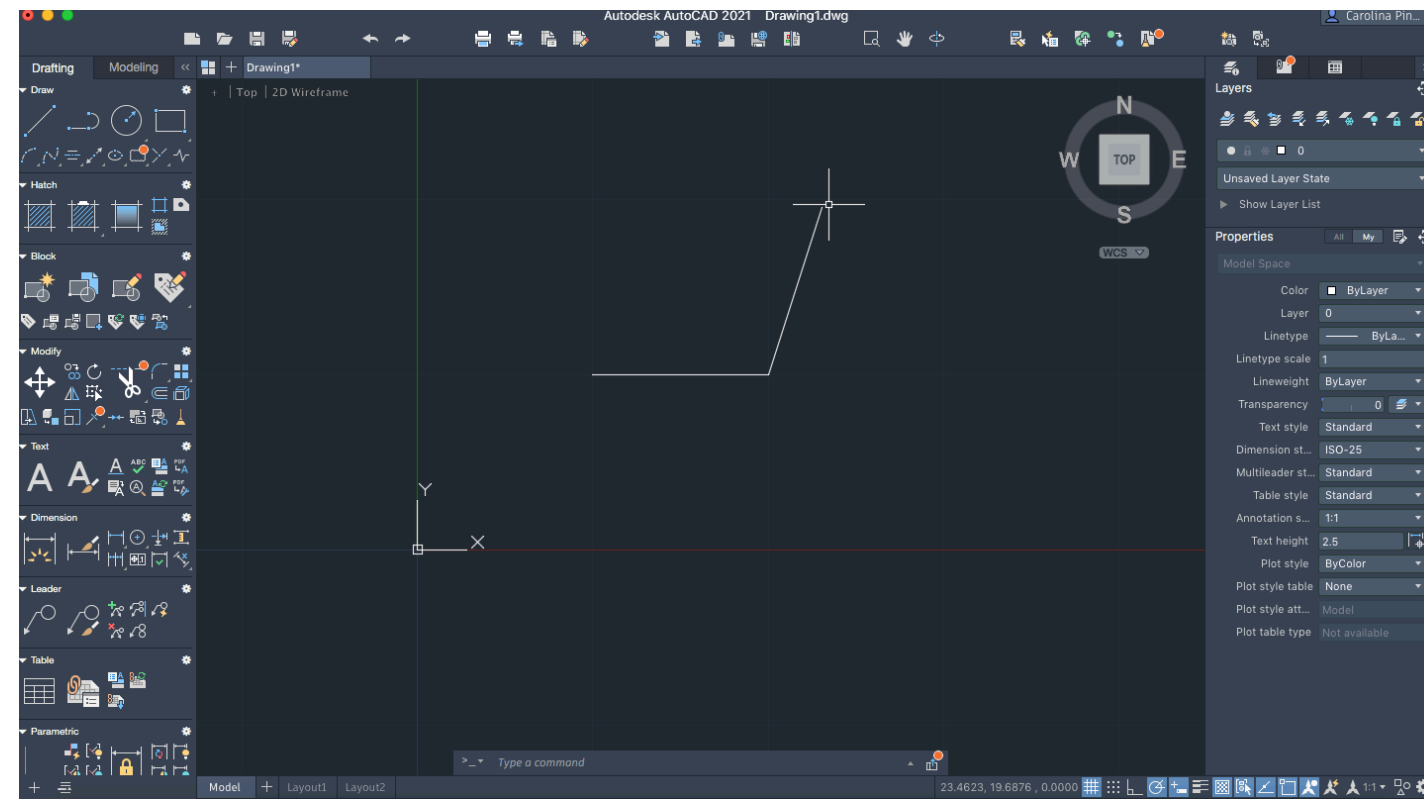 Autodesk AutoCAD 2021 Drawing1.dwg
Carolina Pin...
Drafting Modeling << Drawing1*
Draw
Hatch
Block
Modify
Text
A A A ABC PDF
A PDF
Dimension
Leader
Table
Parametric
+ | Top | 2D Wireframe
N
W TOP E
S
WCS
Y
X
>_ Type a command
Layers
0
Unsaved Layer State
Show Layer List
Properties All My
Model Space
Color ByLayer
Layer 0
Linetype ByLa...
Linetype scale 1
Lineweight ByLayer
Transparency 0
Text style Standard
Dimension st... ISO-25
Multileader st... Standard
Table style Standard
Annotation s... 1:1
Text height 2.5
Plot style ByColor
Plot style table None
Plot style att... Model
Plot table type Not available
Model + Layout1 Layout2
23.4623, 19.6876 , 0.0000 1:1